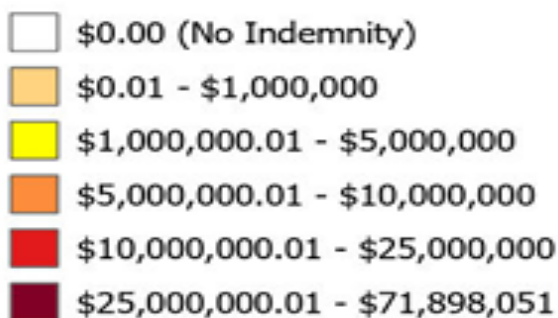 $0.00 (No Indemnity)
$0.01 - $1,000,000
$1,000,000.01 - $5,000,000
$5,000,000.01 - $10,000,000
$10,000,000.01 - $25,000,000
$25,000,000.01 - $71,898,051